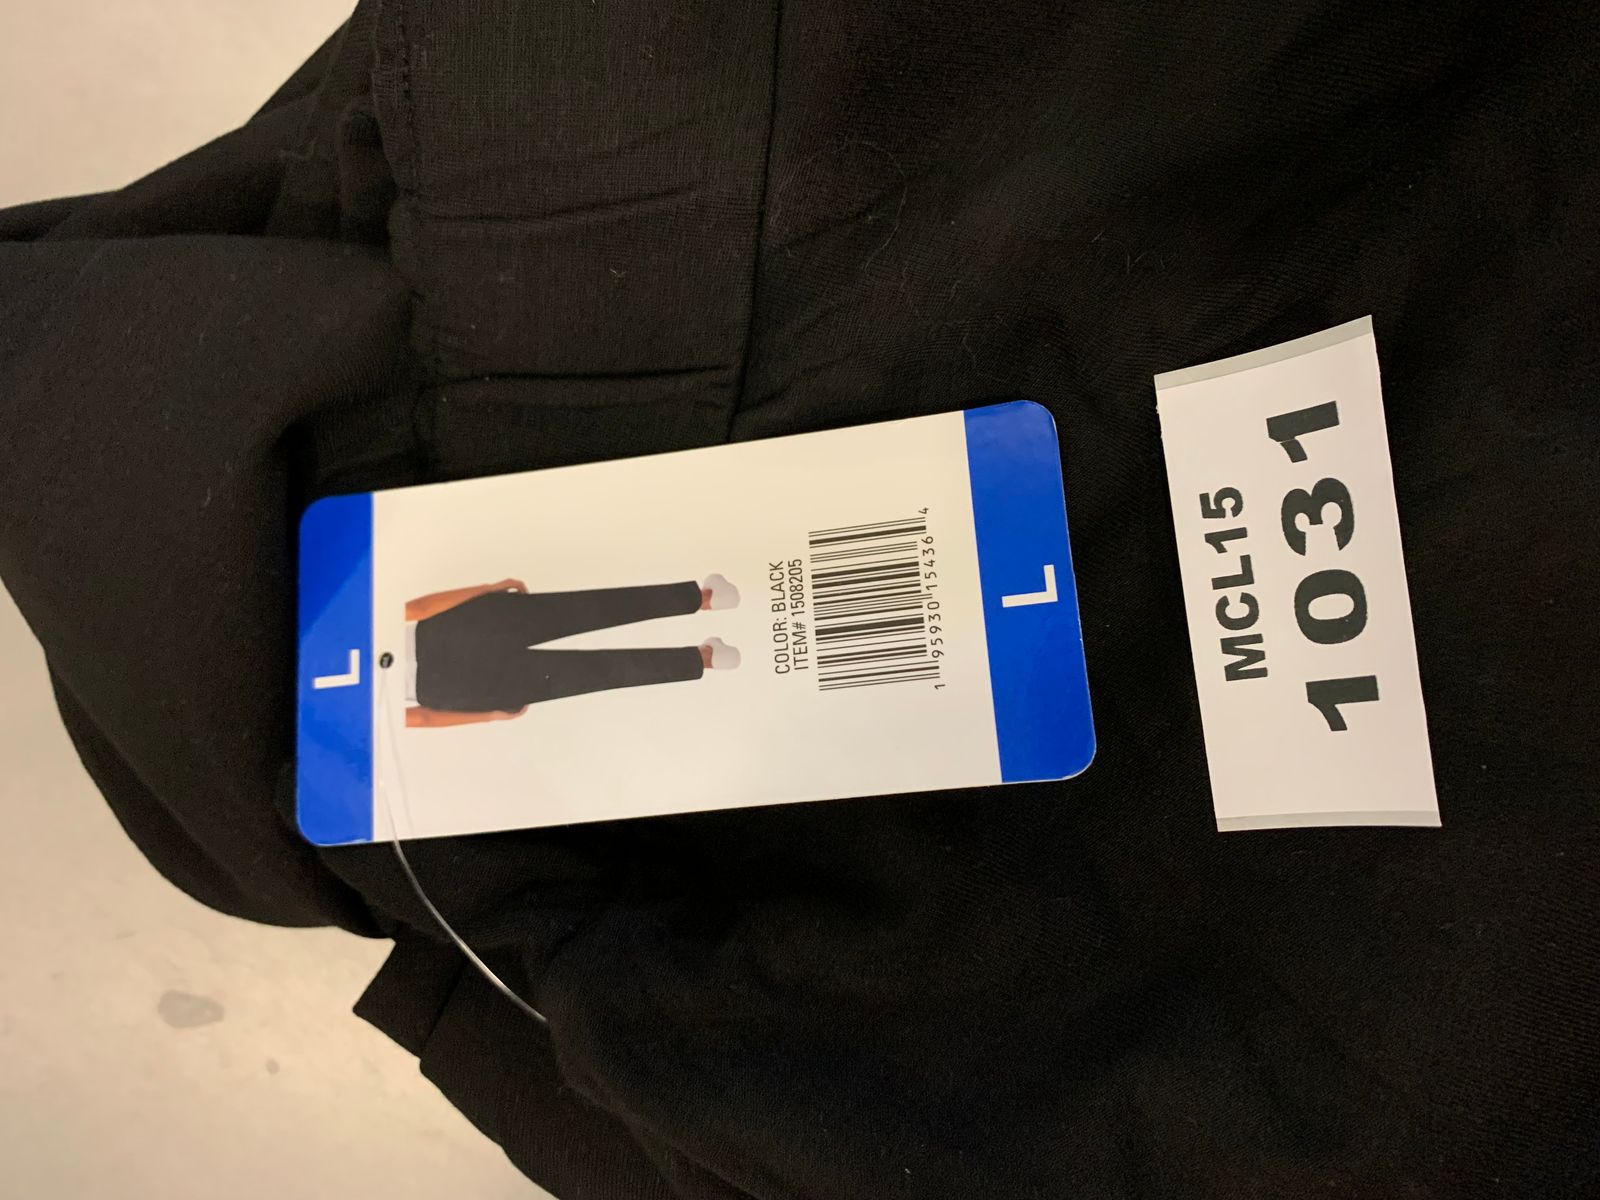 L
COLOR: BLACK
ITEM# 1508205
1 95930 15436 4
L
MCL15
1031